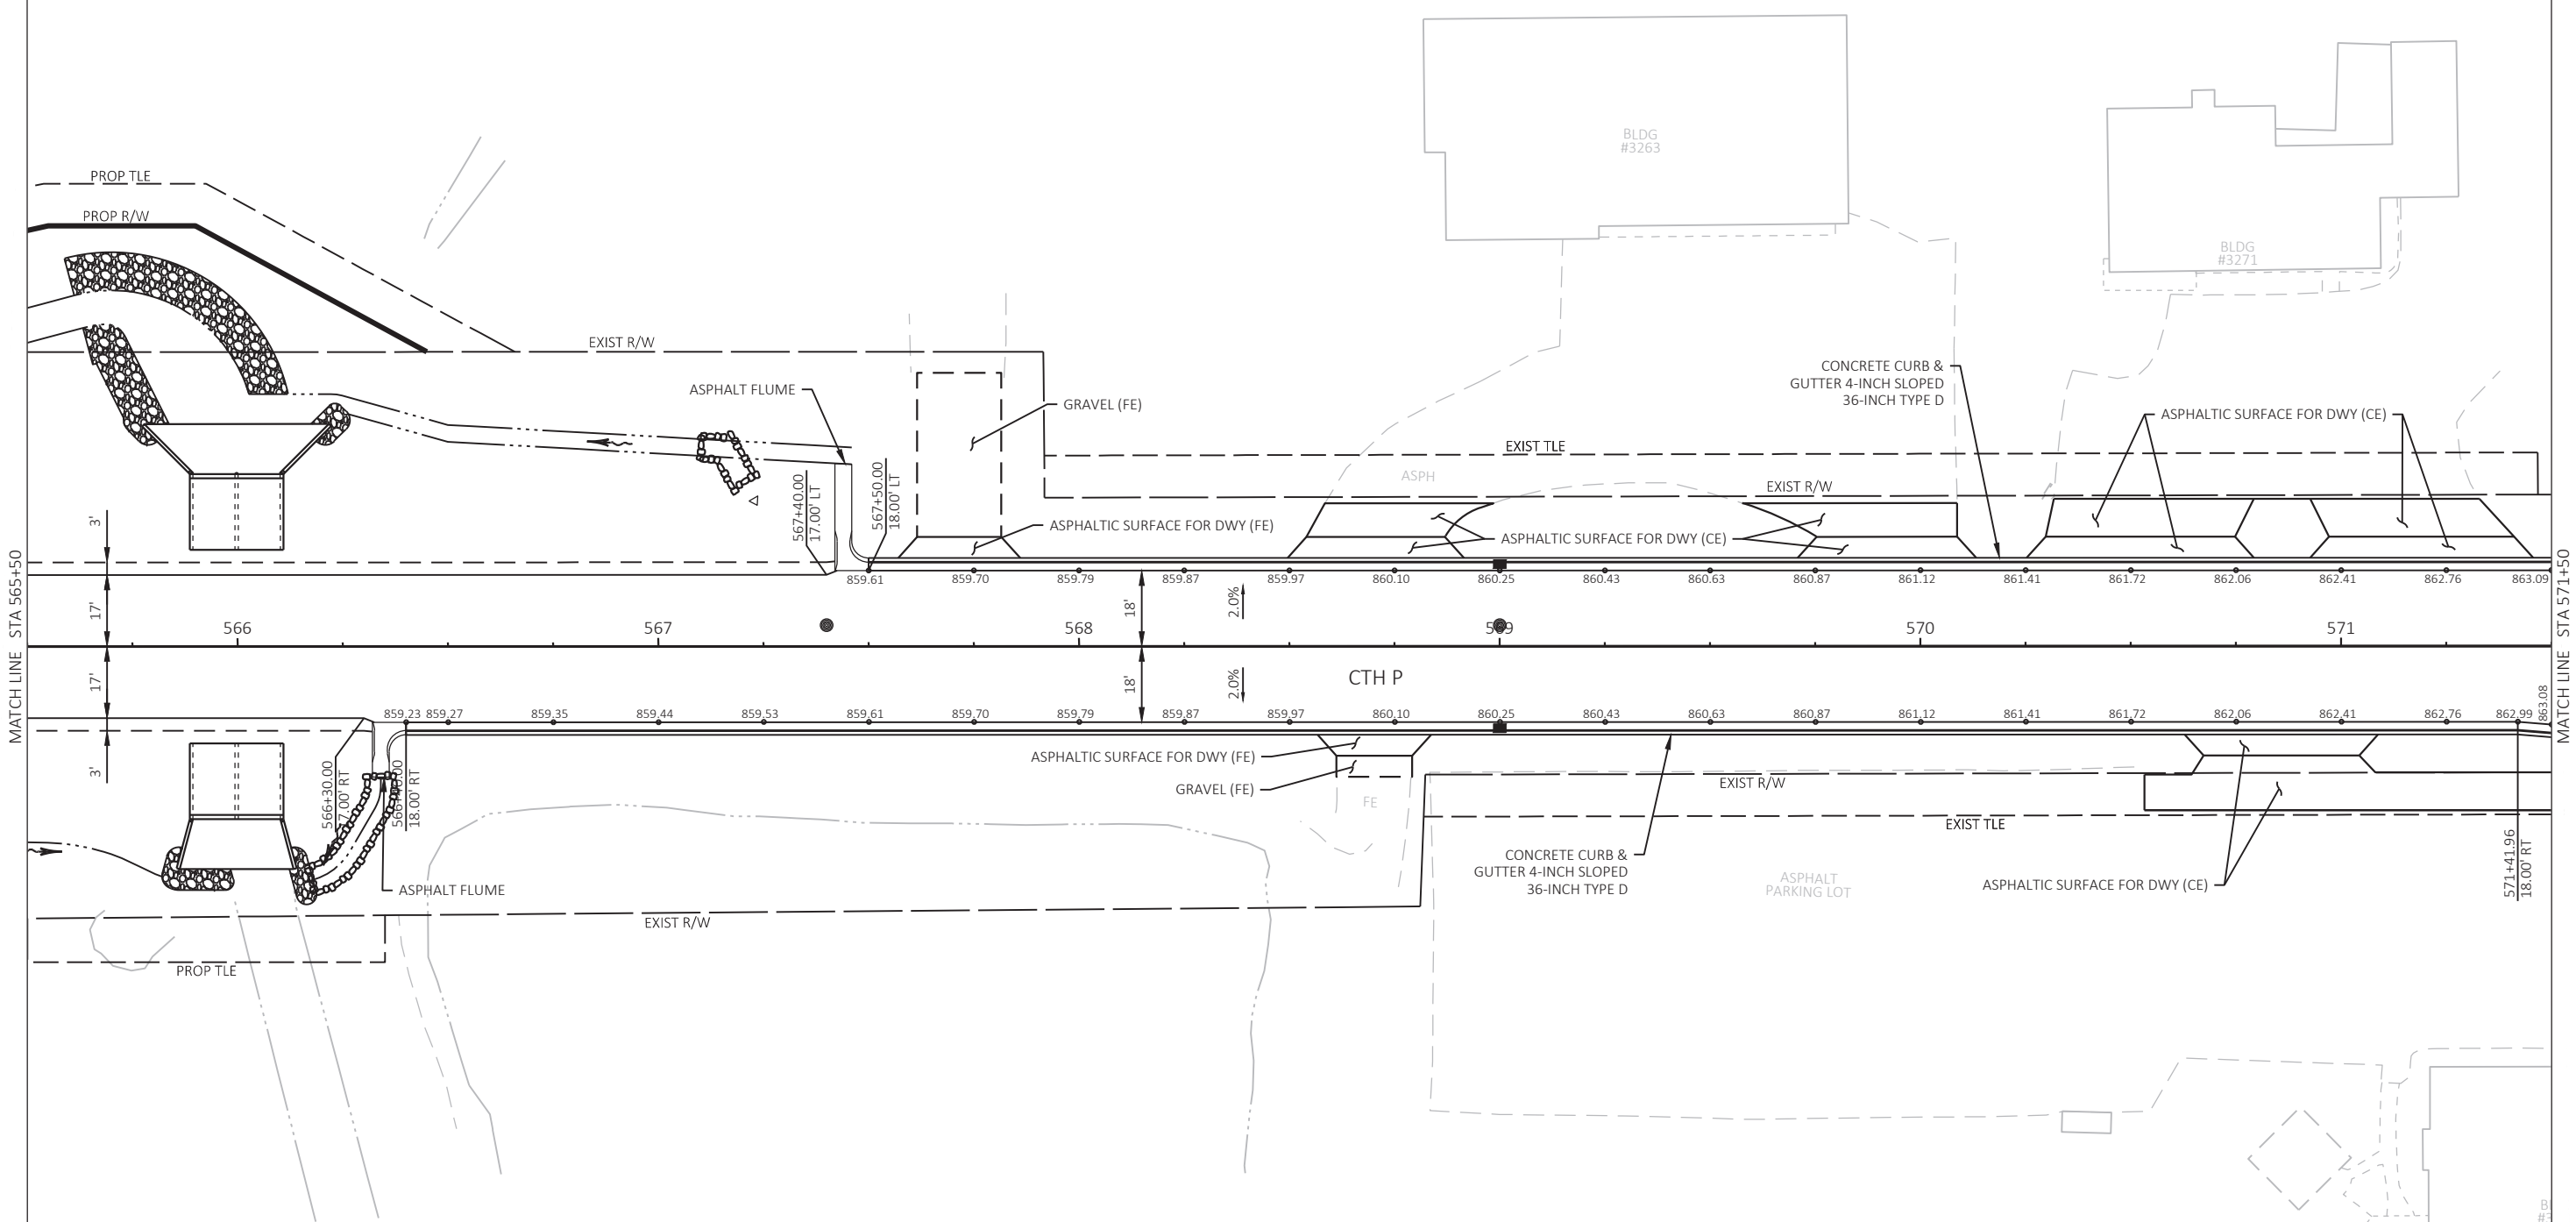 BLDG
#3263
BLDG
#3271
PROP TLE
PROP R/W
EXIST R/W
ASPHALT FLUME
GRAVEL (FE)
CONCRETE CURB &
GUTTER 4-INCH SLOPED
36-INCH TYPE D
ASPHALTIC SURFACE FOR DWY (CE)
EXIST TLE
ASPH
EXIST R/W
567+40.00
17.00' LT
567+50.00
18.00' LT
ASPHALTIC SURFACE FOR DWY (FE)
ASPHALTIC SURFACE FOR DWY (CE)
3'
17'
MATCH LINE STA 565+50
859.61 859.70 859.79 859.87 859.97 860.10 860.25 860.43 860.63 860.87 861.12 861.41 861.72 862.06 862.41 862.76 863.09
18'
2.0%
566 567 568 569 570 571
MATCH LINE STA 571+50
17'
18'
2.0%
CTH P
859.23 859.27 859.35 859.44 859.53 859.61 859.70 859.79 859.87 859.97 860.10 860.25 860.43 860.63 860.87 861.12 861.41 861.72 862.06 862.41 862.76 862.99 863.08
3'
566+30.00
17.00' RT
566+40.00
18.00' RT
ASPHALTIC SURFACE FOR DWY (FE)
GRAVEL (FE)
FE
EXIST R/W
EXIST TLE
CONCRETE CURB &
GUTTER 4-INCH SLOPED
36-INCH TYPE D
ASPHALT
PARKING LOT
ASPHALTIC SURFACE FOR DWY (CE)
571+41.96
18.00' RT
ASPHALT FLUME
EXIST R/W
PROP TLE